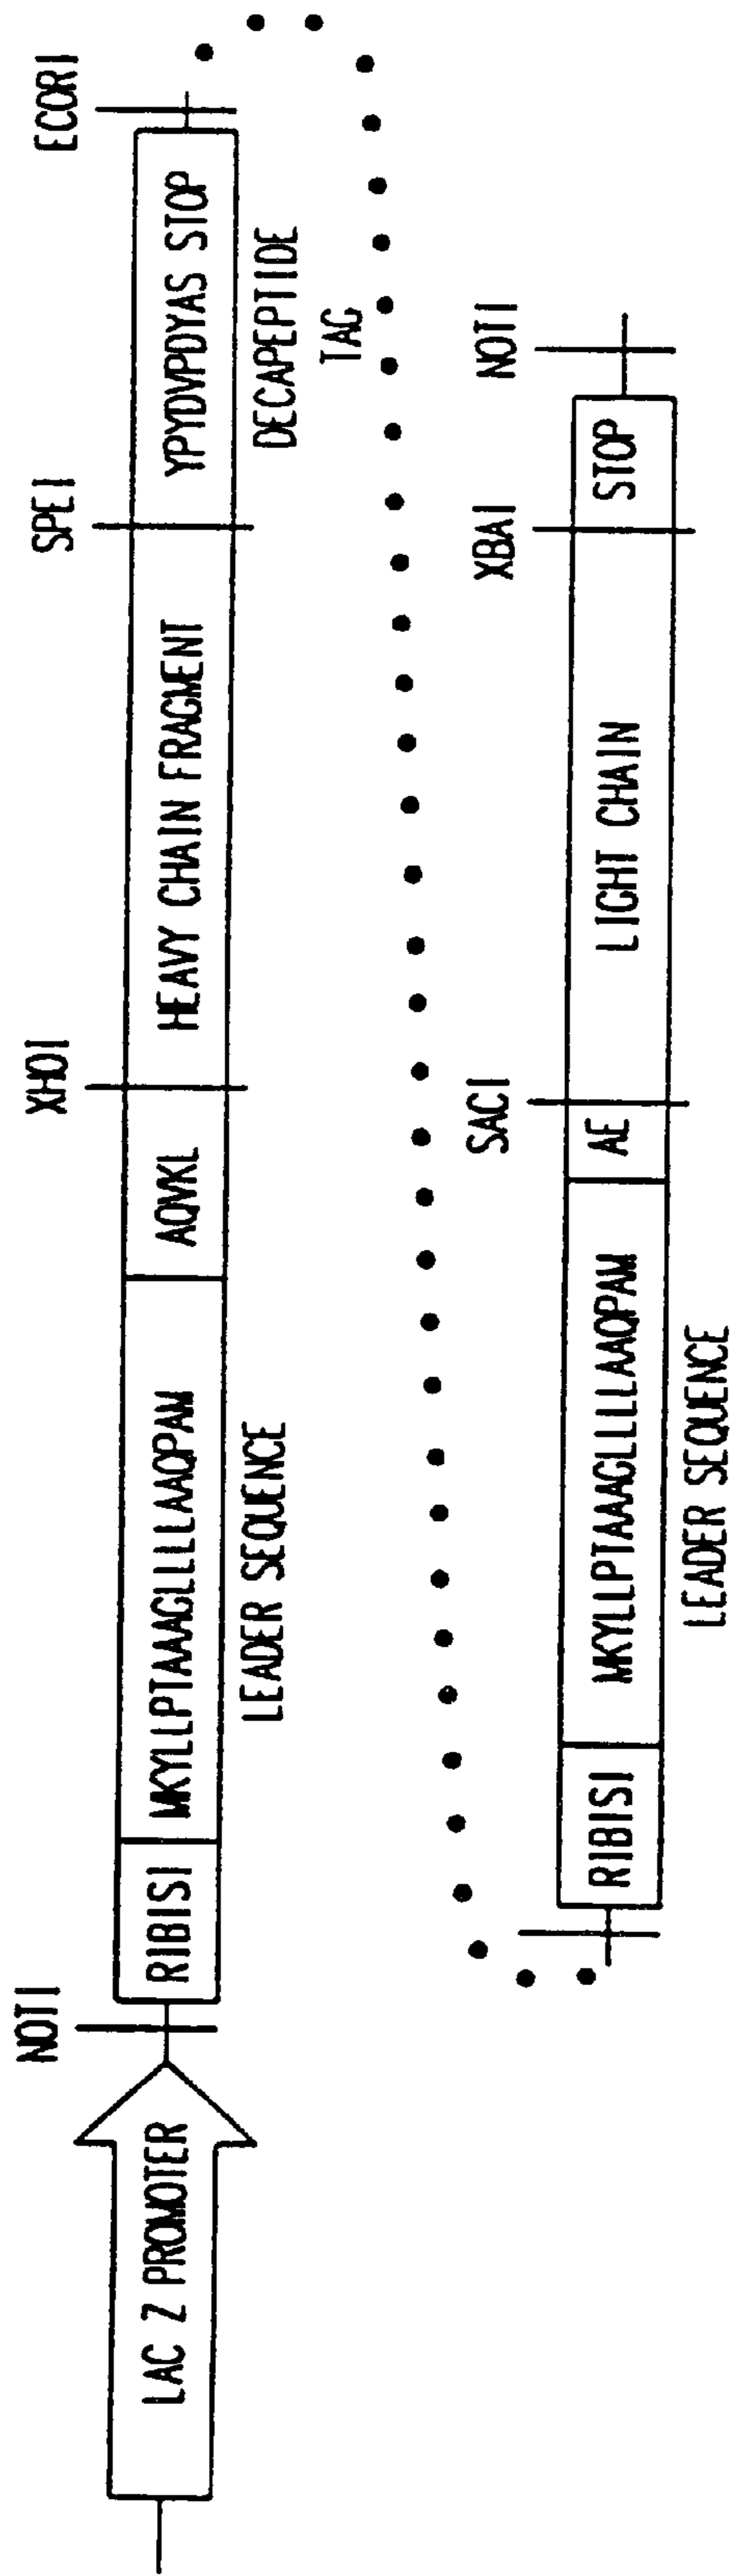 NOTI
XHOI
SPEI
ECORI
LAC Z PROMOTER
RIBISI
MKYLLPTAAAGLLLLAAQPAM
AQVKL
HEAVY CHAIN FRAGMENT
YPYDVPDYAS STOP
LEADER SEQUENCE
DECAPEPTIDE
TAG
SACI
XBAI
NOTI
RIBISI
MKYLLPTAAAGLLLLAAQPAM
AE
LIGHT CHAIN
STOP
LEADER SEQUENCE